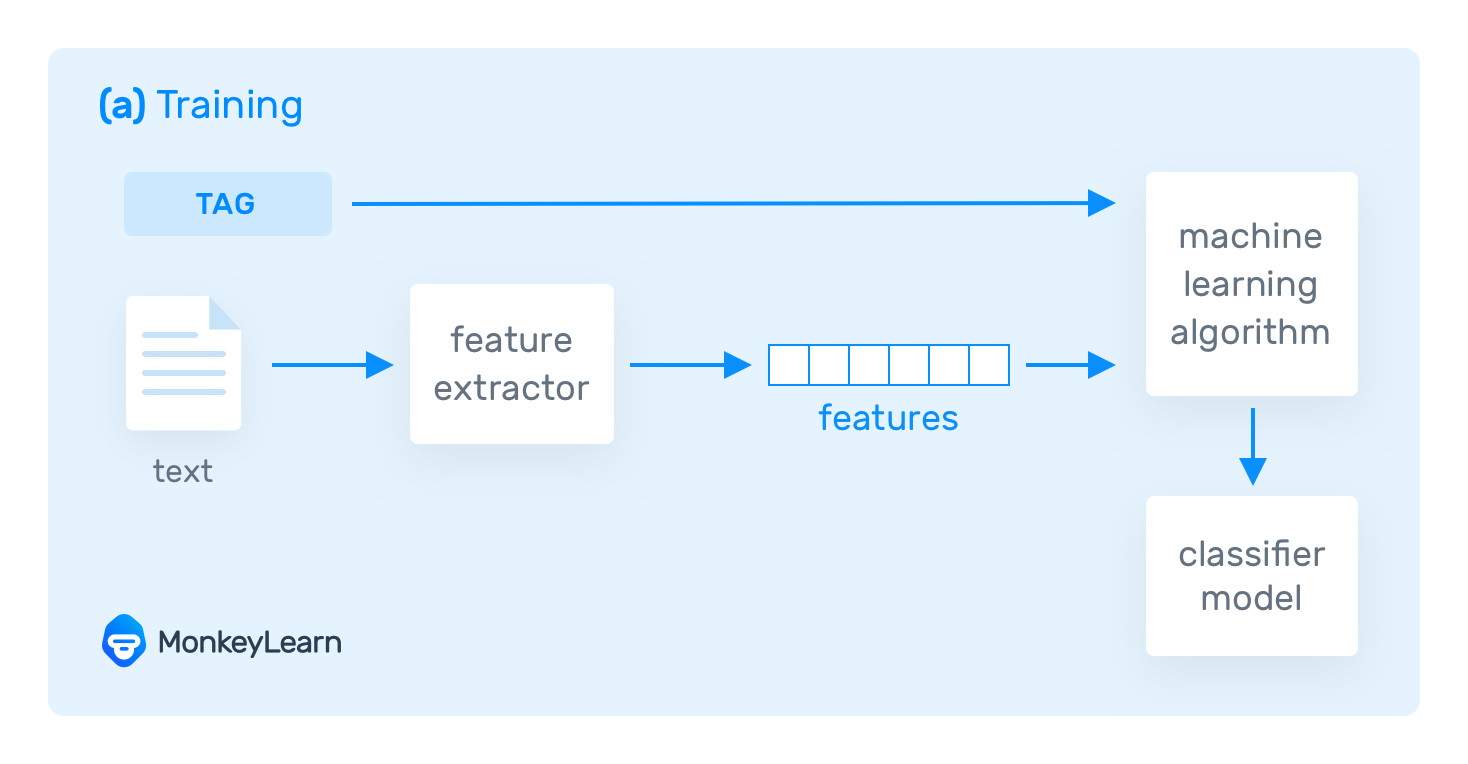 (a) Training
TAG
machine
learning
algorithm
feature
extractor
features
text
classifier
model
MonkeyLearn